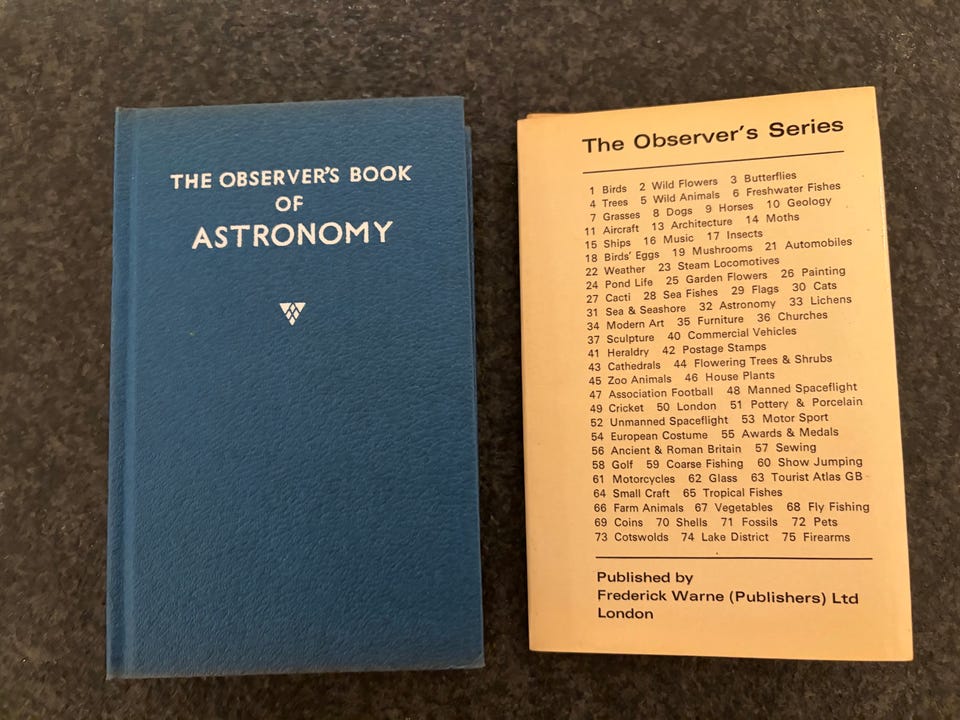 THE OBSERVER'S BOOK
OF
ASTRONOMY
The Observer's Series
1 Birds 2 Wild Flowers 3 Butterflies
4 Trees 5 Wild Animals 6 Freshwater Fishes
7 Grasses 8 Dogs 9 Horses 10 Geology
11 Aircraft 13 Architecture 14 Moths
15 Ships 16 Music 17 Insects
18 Birds' Eggs 19 Mushrooms 21 Automobiles
22 Weather 23 Steam Locomotives
24 Pond Life 25 Garden Flowers 26 Painting
27 Cacti 28 Sea Fishes 29 Flags 30 Cats
31 Sea & Seashore 32 Astronomy 33 Lichens
34 Modern Art 35 Furniture 36 Churches
37 Sculpture 40 Commercial Vehicles
41 Heraldry 42 Postage Stamps
43 Cathedrals 44 Flowering Trees & Shrubs
45 Zoo Animals 46 House Plants
47 Association Football 48 Manned Spaceflight
49 Cricket 50 London 51 Pottery & Porcelain
52 Unmanned Spaceflight 53 Motor Sport
54 European Costume 55 Awards & Medals
56 Ancient & Roman Britain 57 Sewing
58 Golf 59 Coarse Fishing 60 Show Jumping
61 Motorcycles 62 Glass 63 Tourist Atlas GB
64 Small Craft 65 Tropical Fishes
66 Farm Animals 67 Vegetables 68 Fly Fishing
69 Coins 70 Shells 71 Fossils 72 Pets
73 Cotswolds 74 Lake District 75 Firearms
Published by
Frederick Warne (Publishers) Ltd
London